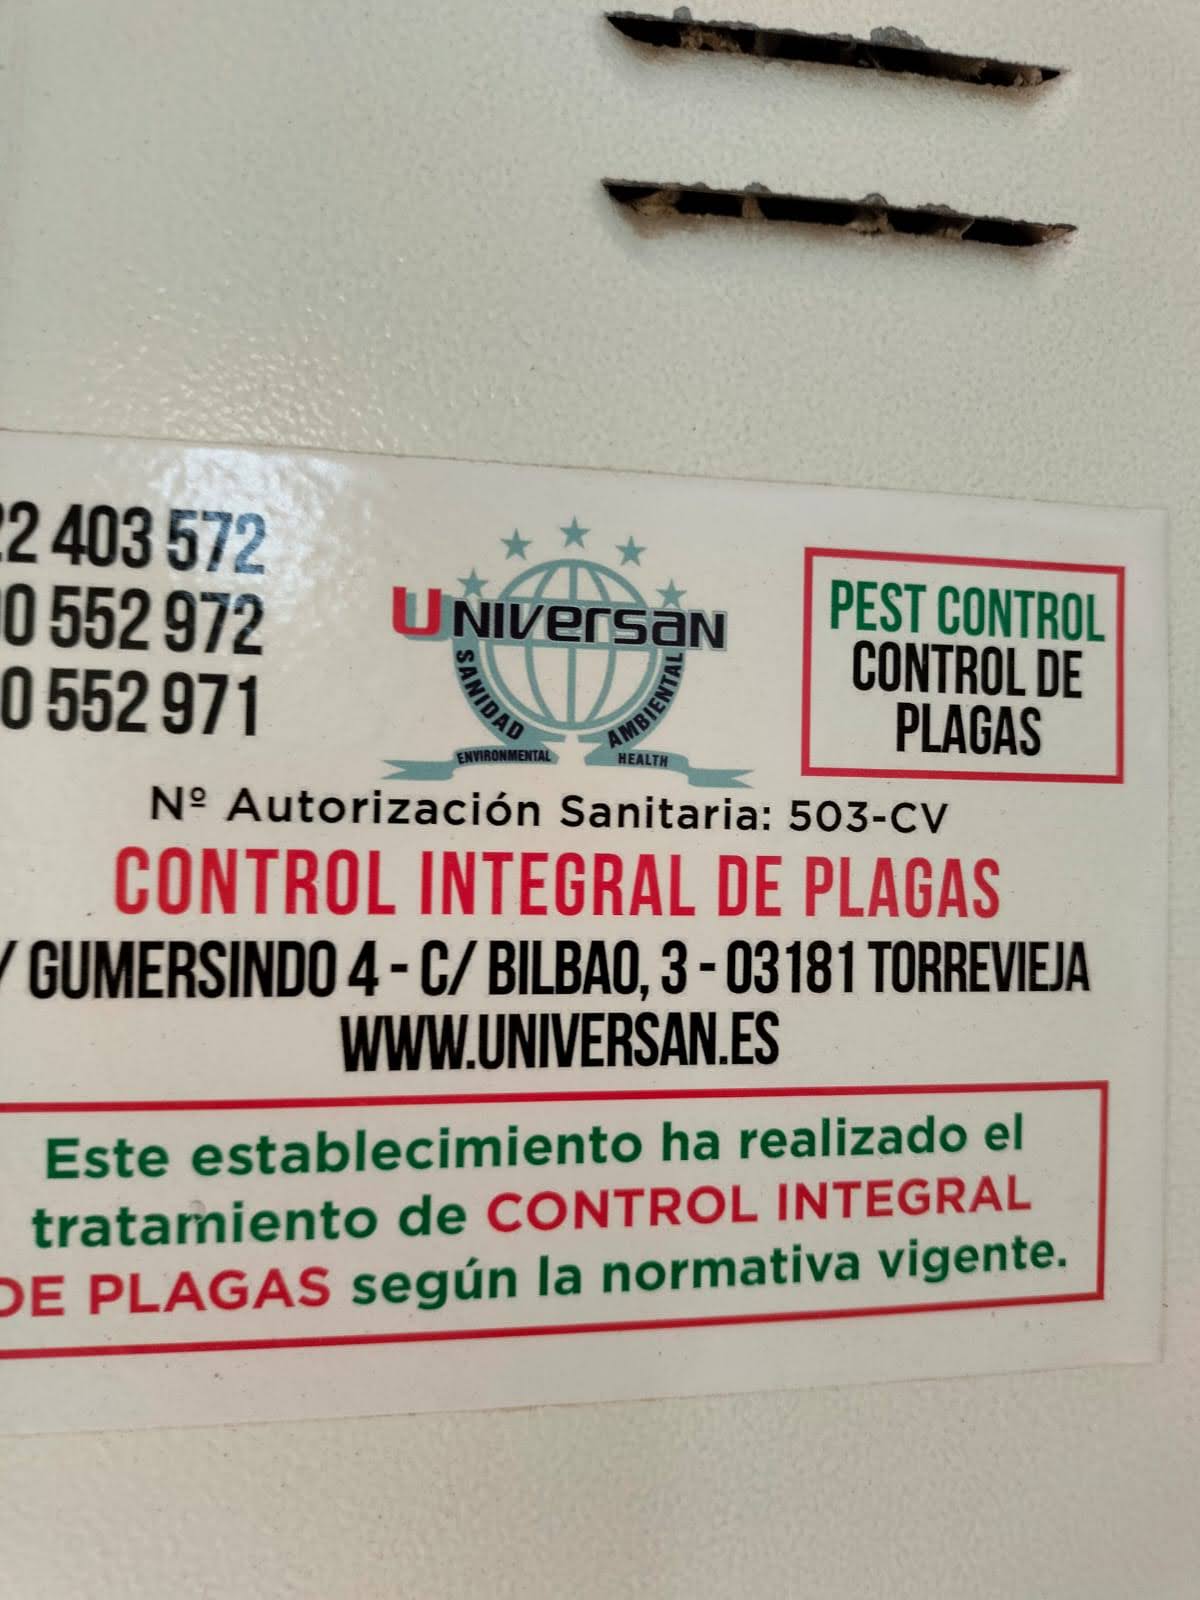 22 403 572
0 552 972
0 552 971
UNIVERSAN
SANIDAD AMBIENTAL
ENVIRONMENTAL HEALTH
PEST CONTROL
CONTROL DE
PLAGAS
Nº Autorización Sanitaria: 503-CV
CONTROL INTEGRAL DE PLAGAS
/ GUMERSINDO 4 - C/ BILBAO, 3 - 03181 TORREVIEJA
WWW.UNIVERSAN.ES
Este establecimiento ha realizado el
tratamiento de CONTROL INTEGRAL
DE PLAGAS según la normativa vigente.